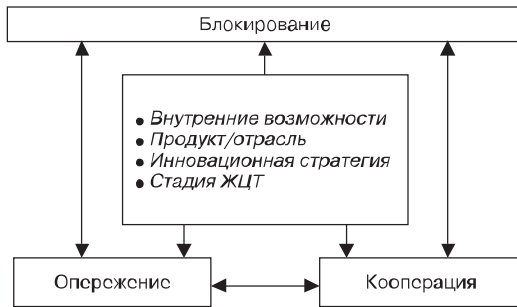 Блокирование
● Внутренние возможности
● Продукт/отрасль
● Инновационная стратегия
● Стадия ЖЦТ
Опережение
Кооперация